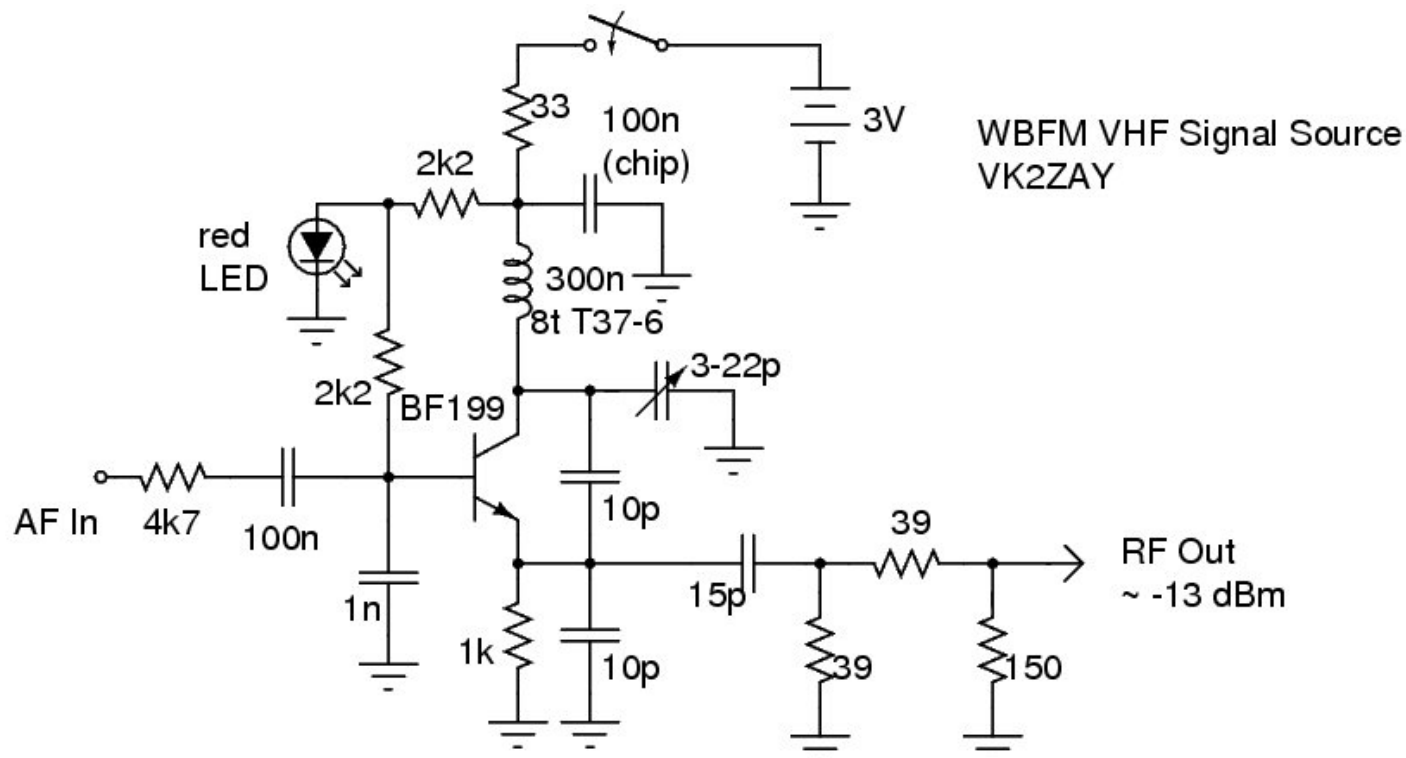 33
100n
(chip)
3V
WBFM VHF Signal Source
VK2ZAY
2k2
red
LED
300n
8t T37-6
3-22p
2k2
BF199
10p
AF In
4k7
100n
39
RF Out
~ -13 dBm
1n
15p
1k
10p
39
150